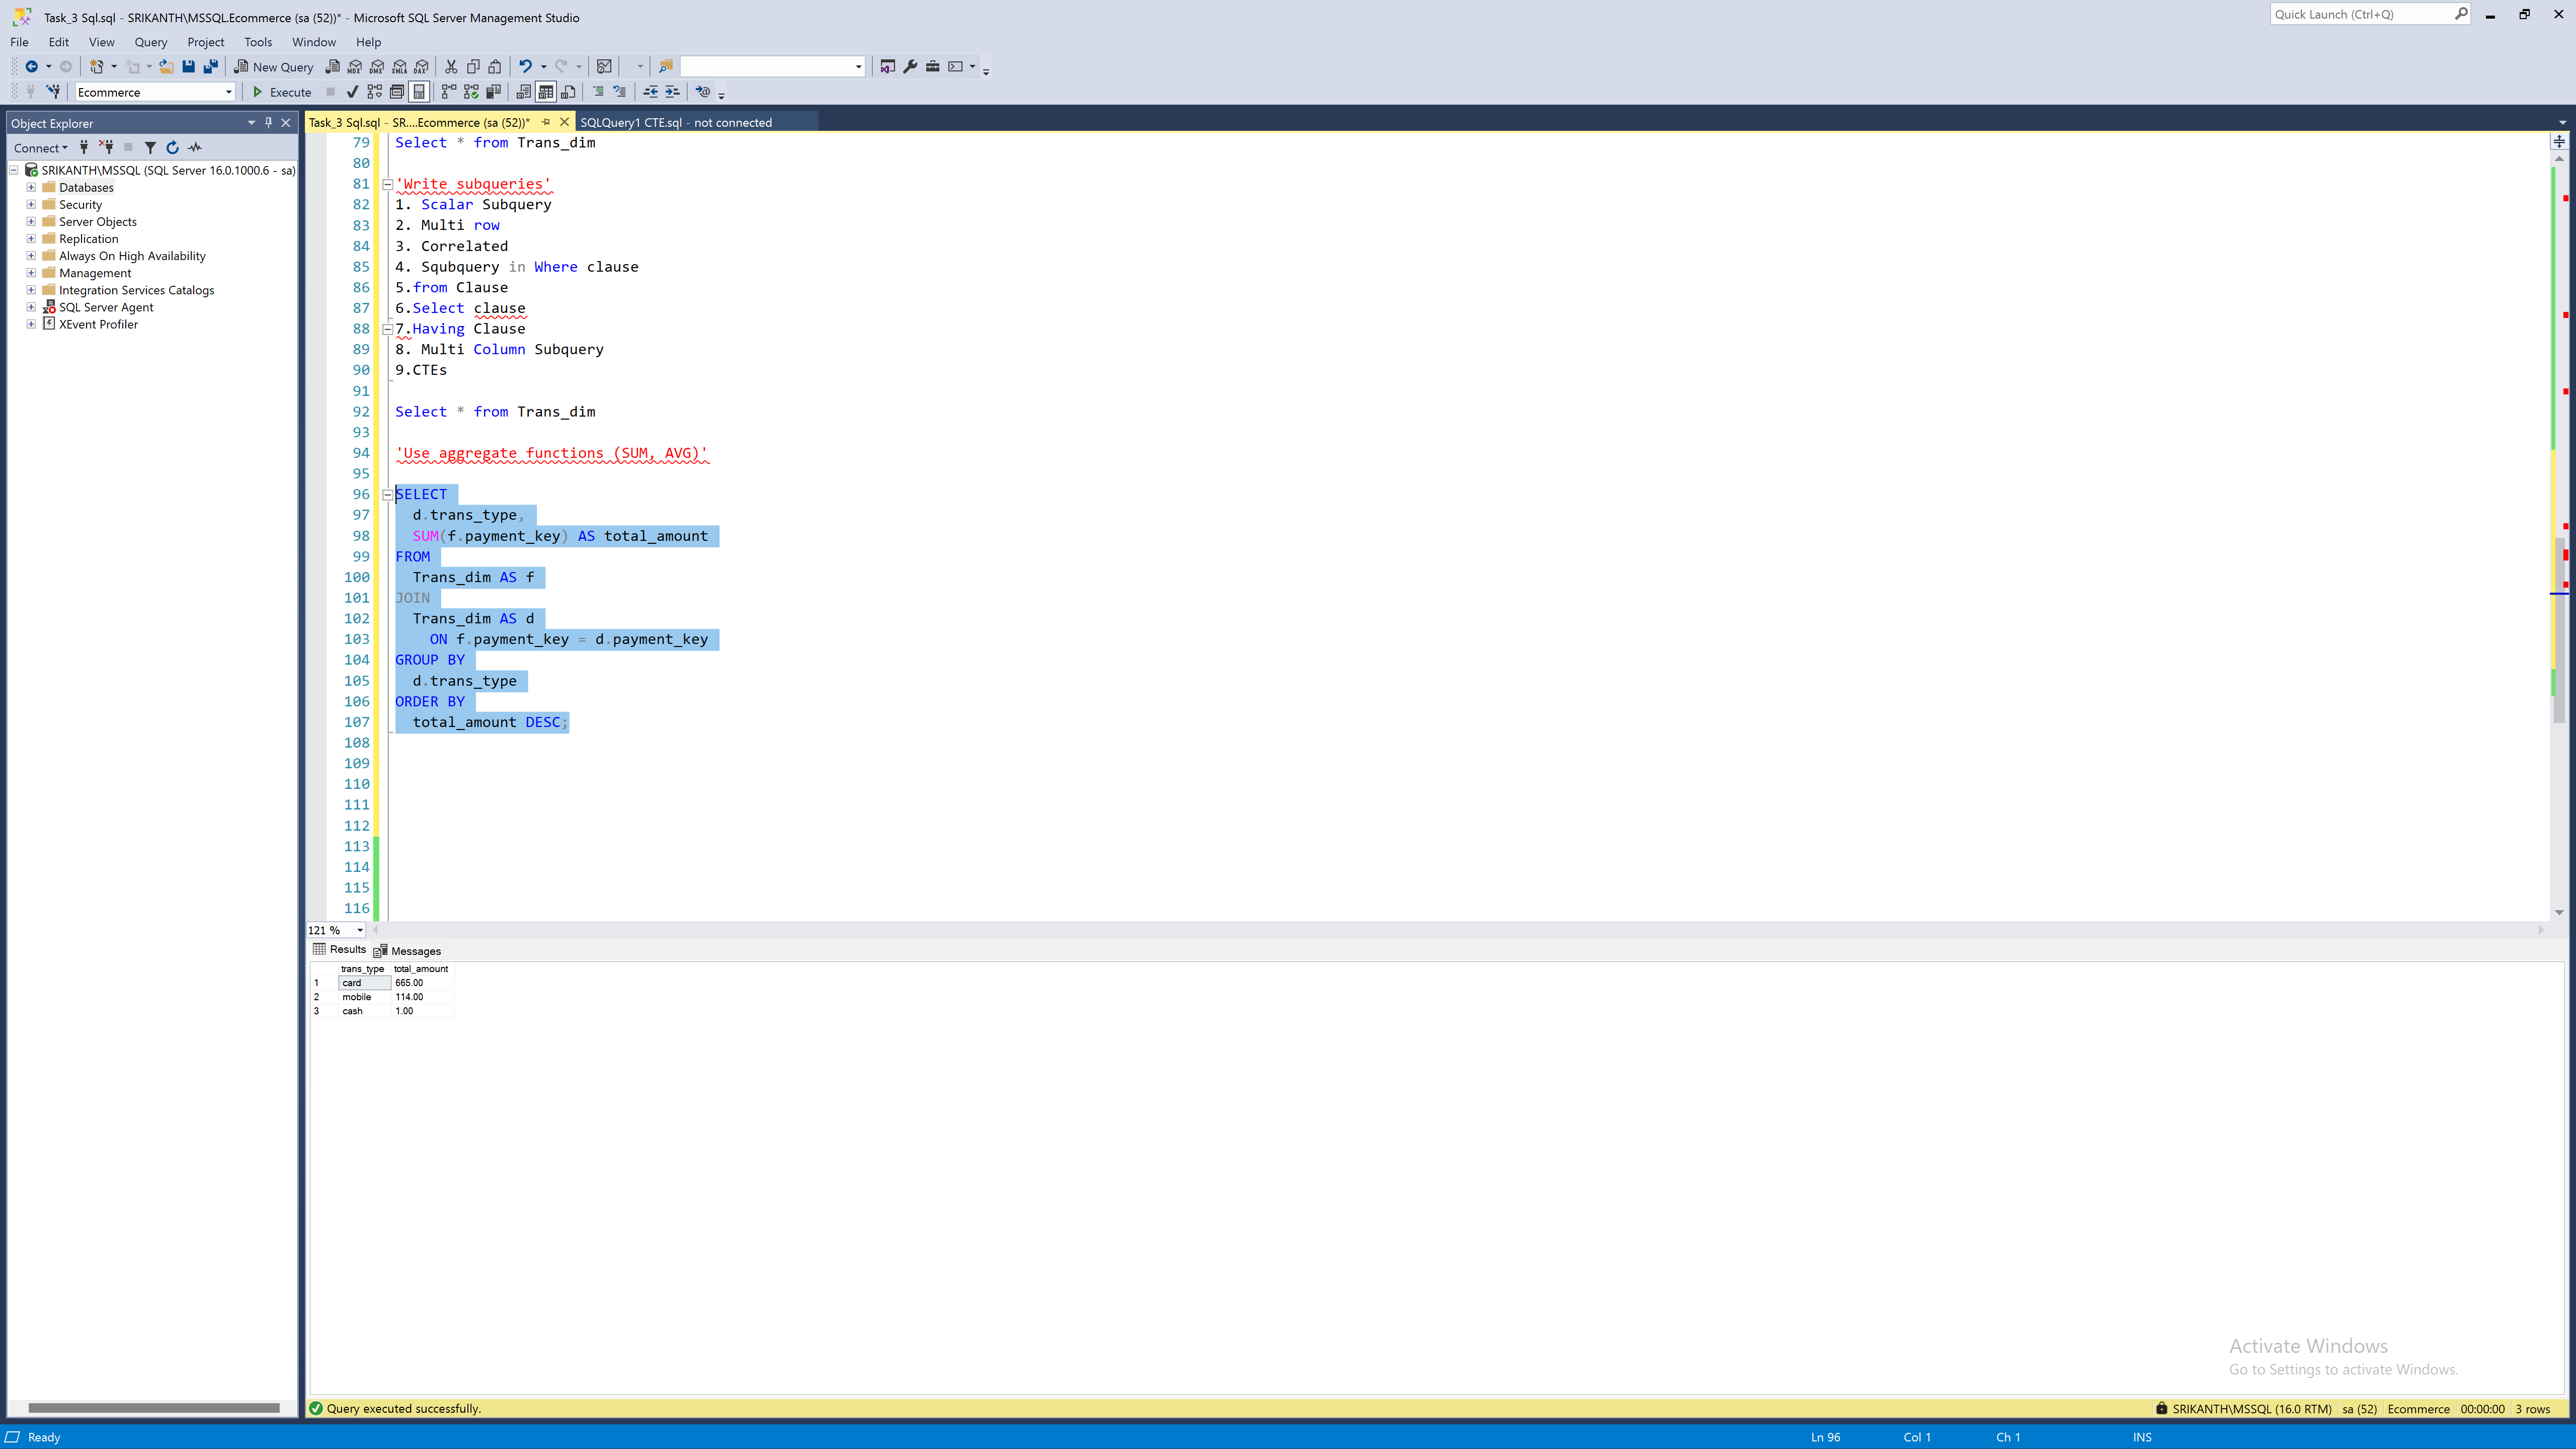 Task_3 Sql.sql - SRIKANTH\MSSQL.Ecommerce (sa (52))* - Microsoft SQL Server Management Studio
Quick Launch (Ctrl+Q)
File Edit View Query Project Tools Window Help
New Query
MDX DMX XMLA DAX
Ecommerce
Execute
Object Explorer
Connect
SRIKANTH\MSSQL (SQL Server 16.0.1000.6 - sa)
Databases
Security
Server Objects
Replication
Always On High Availability
Management
Integration Services Catalogs
SQL Server Agent
XEvent Profiler
Task_3 Sql.sql - SR....Ecommerce (sa (52))*
SQLQuery1 CTE.sql - not connected
79 Select * from Trans_dim
80
81 'Write subqueries'
82 1. Scalar Subquery
83 2. Multi row
84 3. Correlated
85 4. Squbquery in Where clause
86 5.from Clause
87 6.Select clause
88 7.Having Clause
89 8. Multi Column Subquery
90 9.CTEs
91
92 Select * from Trans_dim
93
94 'Use aggregate functions (SUM, AVG)'
95
96 SELECT
97 d.trans_type,
98 SUM(f.payment_key) AS total_amount
99 FROM
100 Trans_dim AS f
101 JOIN
102 Trans_dim AS d
103 ON f.payment_key = d.payment_key
104 GROUP BY
105 d.trans_type
106 ORDER BY
107 total_amount DESC;
108
109
110
111
112
113
114
115
116
121 %
Results Messages
trans_type total_amount
1 card 665.00
2 mobile 114.00
3 cash 1.00
Activate Windows
Go to Settings to activate Windows.
Query executed successfully.
SRIKANTH\MSSQL (16.0 RTM) sa (52) Ecommerce 00:00:00 3 rows
Ready
Ln 96 Col 1 Ch 1 INS